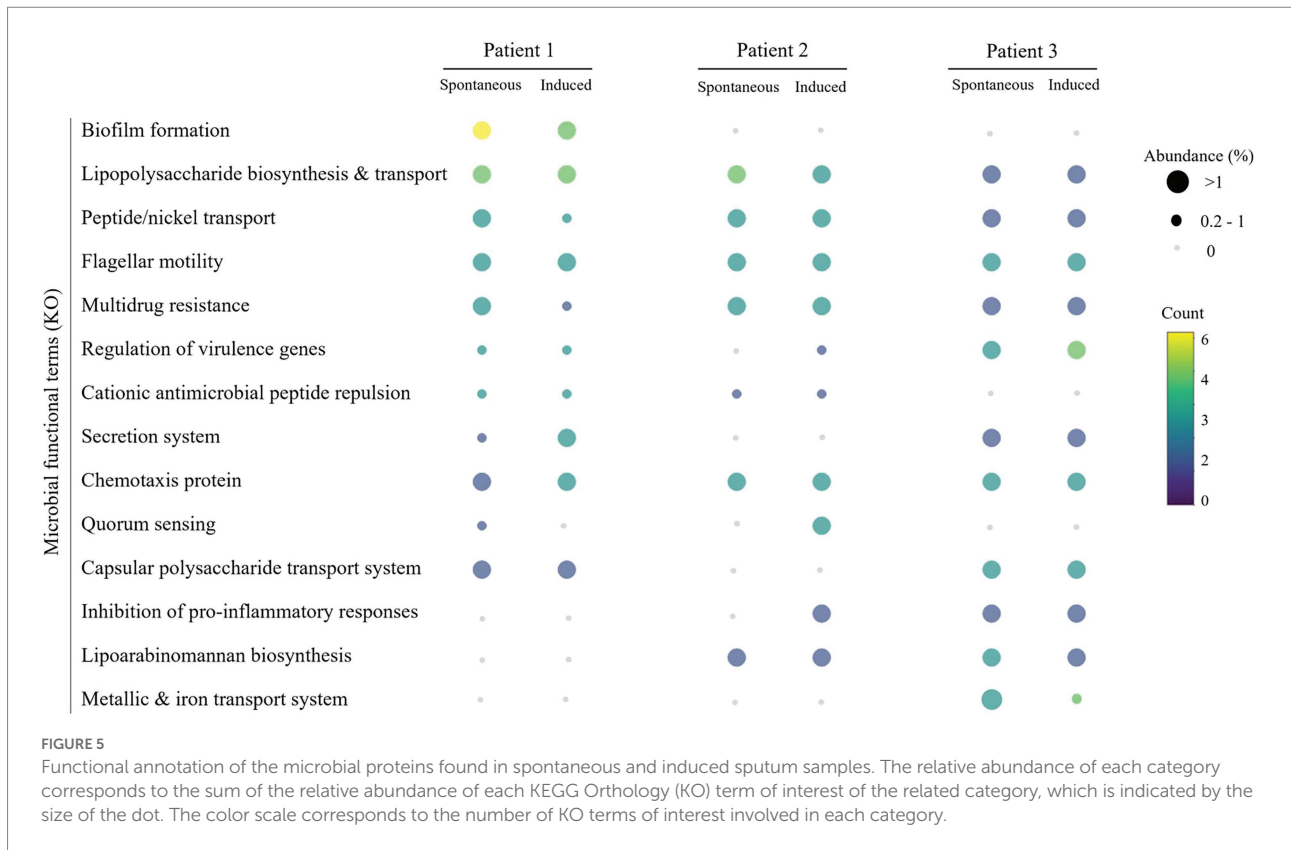 Patient 1 Patient 2 Patient 3
Spontaneous Induced Spontaneous Induced Spontaneous Induced
Microbial functional terms (KO)
Biofilm formation
Lipopolysaccharide biosynthesis & transport
Peptide/nickel transport
Flagellar motility
Multidrug resistance
Regulation of virulence genes
Cationic antimicrobial peptide repulsion
Secretion system
Chemotaxis protein
Quorum sensing
Capsular polysaccharide transport system
Inhibition of pro-inflammatory responses
Lipoarabinomannan biosynthesis
Metallic & iron transport system
Abundance (%)
>1
0.2 - 1
0
Count
6
4
3
2
0
FIGURE 5
Functional annotation of the microbial proteins found in spontaneous and induced sputum samples. The relative abundance of each category
corresponds to the sum of the relative abundance of each KEGG Orthology (KO) term of interest of the related category, which is indicated by the
size of the dot. The color scale corresponds to the number of KO terms of interest involved in each category.